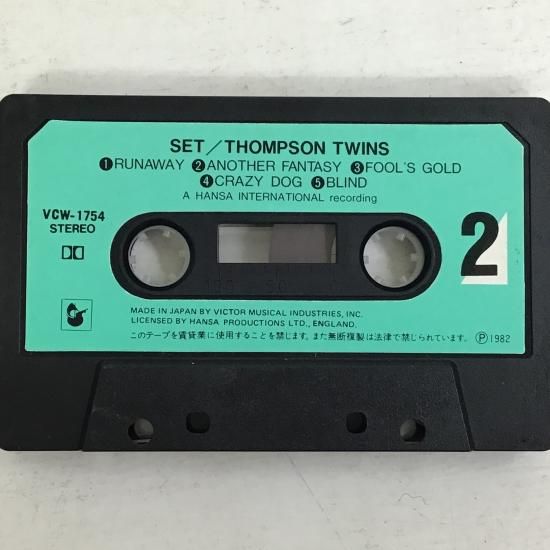 SET/THOMPSON TWINS
❶RUNAWAY ❷ANOTHER FANTASY ❸FOOL'S GOLD
❹CRAZY DOG ❺BLIND
A HANSA INTERNATIONAL recording
VCW-1754
STEREO
2
100 50
MADE IN JAPAN BY VICTOR MUSICAL INDUSTRIES, INC.
LICENSED BY HANSA PRODUCTIONS LTD., ENGLAND.
このテープを賃貸業に使用することを禁じます。また無断複製は法律で禁じられています。 Ⓟ1982